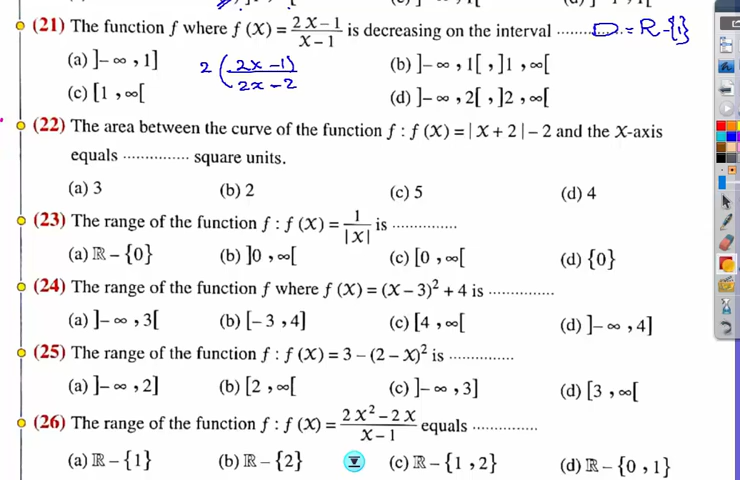 (21) The function f where f (X) = 2 X – 1 / X – 1 is decreasing on the interval ............ D = R - {1}
(a) ]– ∞ , 1]
2 ( 2x - 1 / 2x - 2 )
(b) ]– ∞ , 1[ , ]1 , ∞[
(c) [1 , ∞[
(d) ]– ∞ , 2[ , ]2 , ∞[
(22) The area between the curve of the function f : f (X) = | X + 2 | – 2 and the X-axis
equals .............. square units.
(a) 3
(b) 2
(c) 5
(d) 4
(23) The range of the function f : f (X) = 1 / |X| is ..............
(a) ℝ – {0}
(b) ]0 , ∞[
(c) [0 , ∞[
(d) {0}
(24) The range of the function f where f (X) = (X – 3)² + 4 is ..............
(a) ]– ∞ , 3[
(b) [– 3 , 4]
(c) [4 , ∞[
(d) ]– ∞ , 4]
(25) The range of the function f : f (X) = 3 – (2 – X)² is ..............
(a) ]– ∞ , 2]
(b) [2 , ∞[
(c) ]– ∞ , 3]
(d) [3 , ∞[
(26) The range of the function f : f (X) = 2 X² – 2 X / X – 1 equals ..............
(a) ℝ – {1}
(b) ℝ – {2}
(c) ℝ – {1 , 2}
(d) ℝ – {0 , 1}